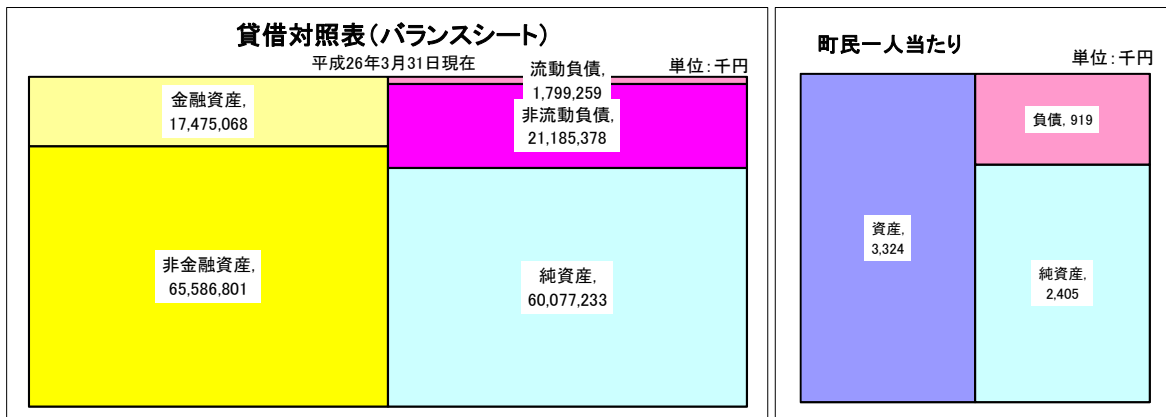 貸借対照表(バランスシート)
平成26年3月31日現在
単位:千円
金融資産,
17,475,068
流動負債,
1,799,259
非流動負債,
21,185,378
非金融資産,
65,586,801
純資産,
60,077,233
町民一人当たり
単位:千円
負債, 919
資産,
3,324
純資産,
2,405